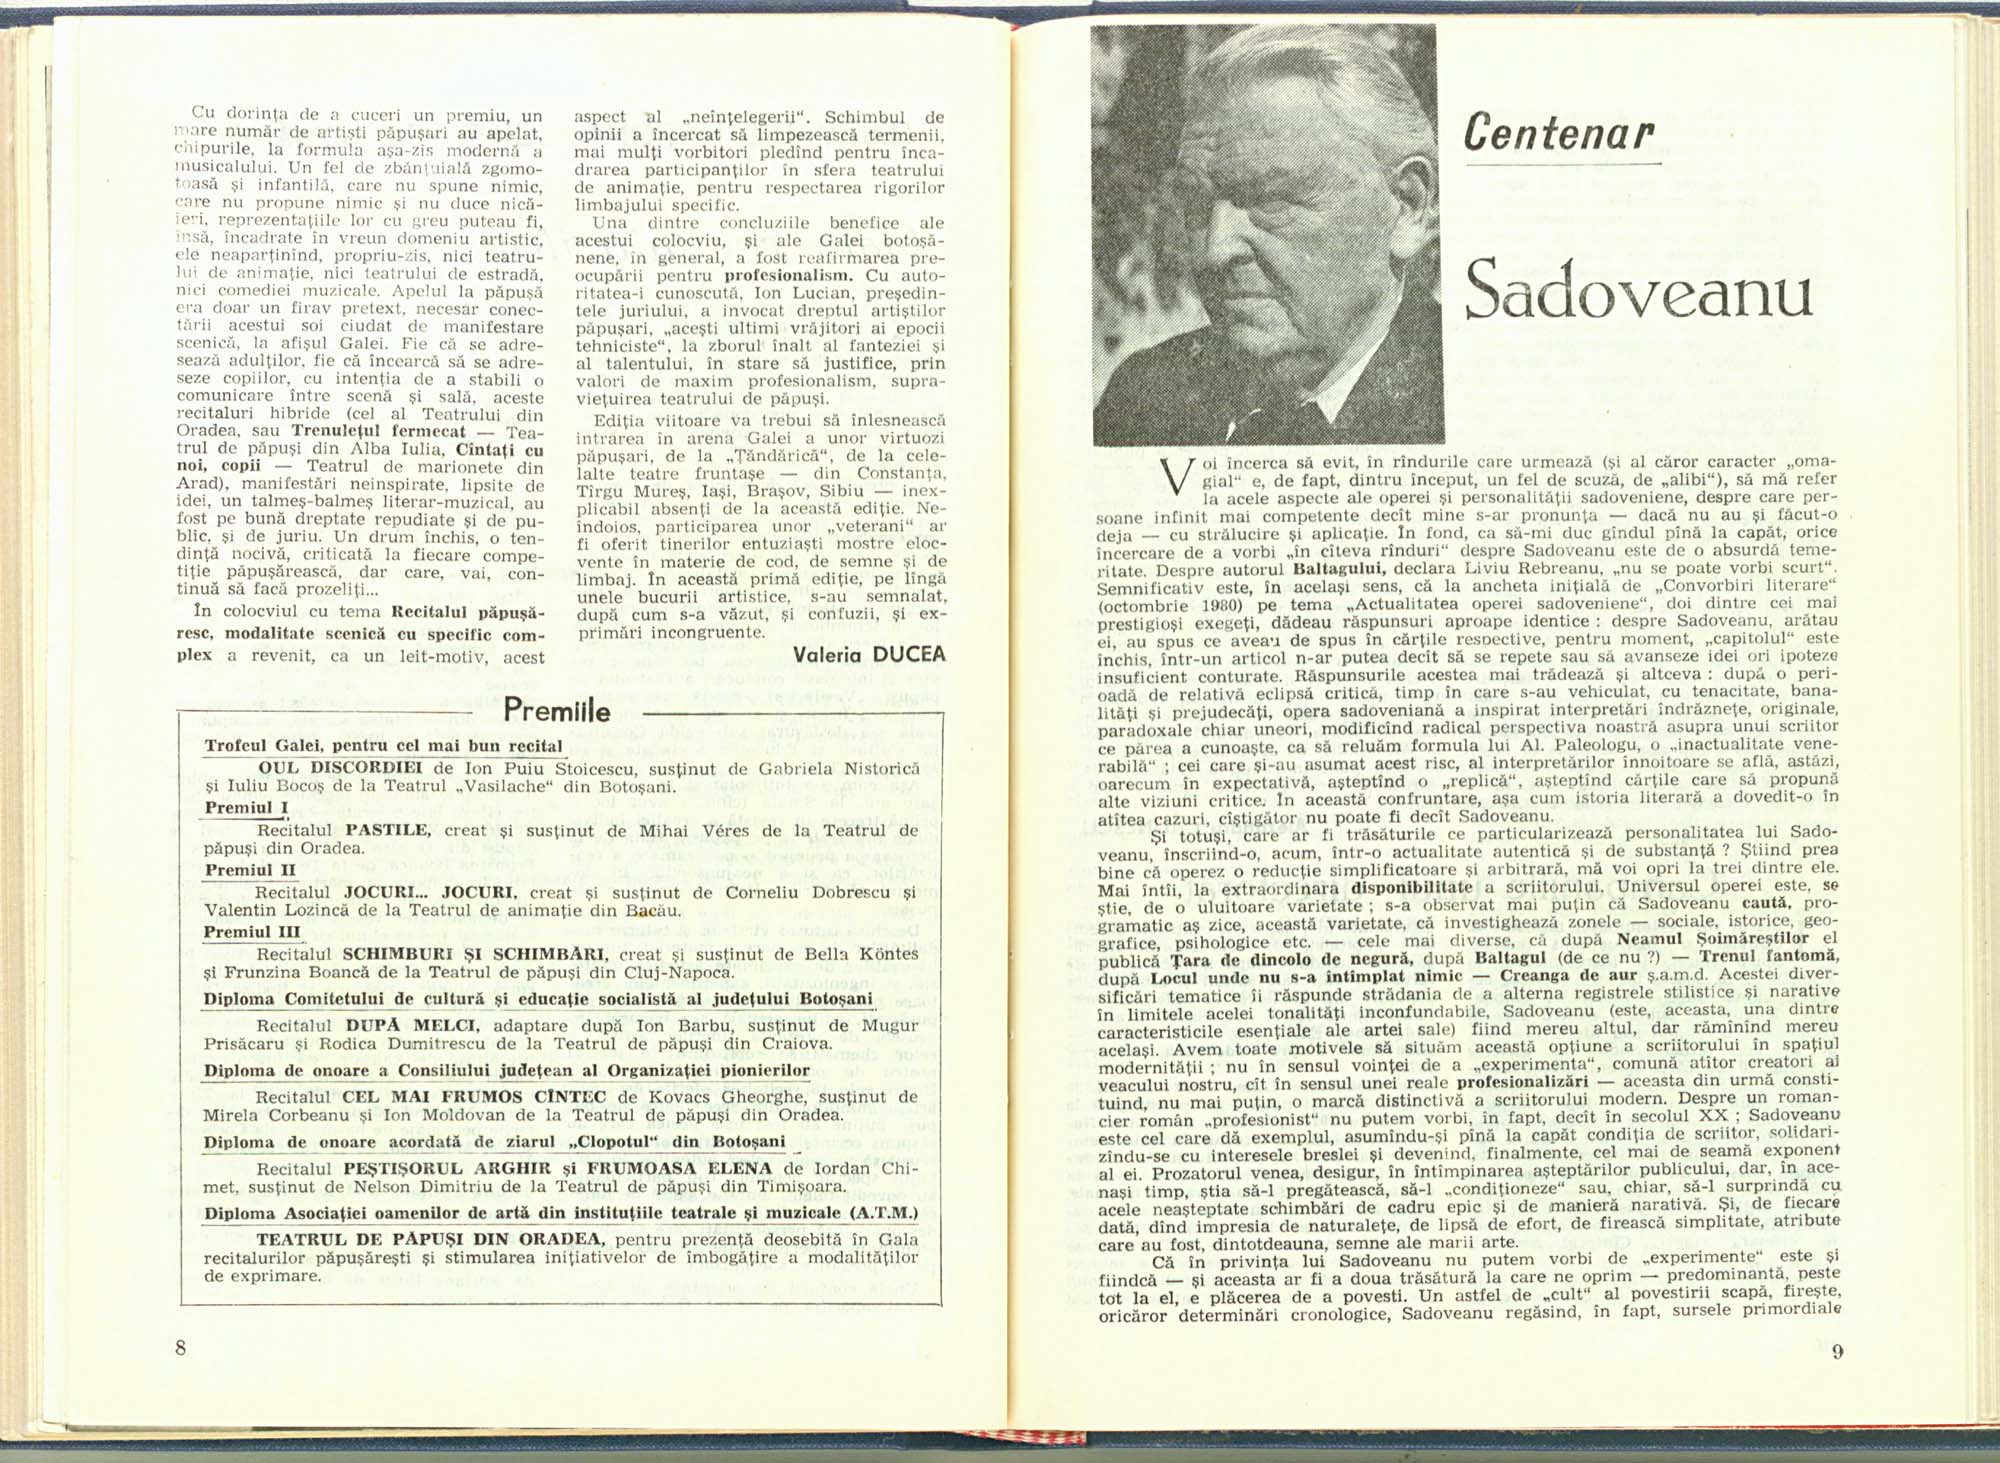 Cu dorința de a cuceri un premiu, un
mare număr de artiști păpușari au apelat,
chipurile, la formula așa-zis modernă a
musicalului. Un fel de zbănțuială zgomo-
toasă și infantilă, care nu spune nimic,
care nu propune nimic și nu duce nică-
ieri, reprezentațiile lor cu greu puteau fi,
însă, încadrate în vreun domeniu artistic,
ele neaparținînd, propriu-zis, nici teatru-
lui de animație, nici teatrului de estradă,
nici comediei muzicale. Apelul la păpușă
era doar un firav pretext, necesar conec-
tării acestui soi ciudat de manifestare
scenică, la afișul Galei. Fie că se adre-
sează adulților, fie că încearcă să se adre-
seze copiilor, cu intenția de a stabili o
comunicare între scenă și sală, aceste
recitaluri hibride (cel al Teatrului din
Oradea, sau Trenulețul fermecat — Tea-
trul de păpuși din Alba Iulia, Cîntați cu
noi, copii — Teatrul de marionete din
Arad), manifestări neinspirate, lipsite de
idei, un talmeș-balmeș literar-muzical, au
fost pe bună dreptate repudiate și de pu-
blic, și de juriu. Un drum închis, o ten-
dință nocivă, criticată la fiecare compe-
tiție păpușărească, dar care, vai, con-
tinuă să facă prozeliți...
În colocviul cu tema Recitalul păpușă-
resc, modalitate scenică cu specific com-
plex a revenit, ca un leit-motiv, acest
aspect al „neînțelegerii“. Schimbul de
opinii a încercat să limpezească termenii,
mai mulți vorbitori pledînd pentru înca-
drarea participanților în sfera teatrului
de animație, pentru respectarea rigorilor
limbajului specific.
Una dintre concluziile benefice ale
acestui colocviu, și ale Galei botoșă-
nene, în general, a fost reafirmarea pre-
ocupării pentru profesionalism. Cu auto-
ritatea-i cunoscută, Ion Lucian, președin-
tele juriului, a invocat dreptul artiștilor
păpușari, „acești ultimi vrăjitori ai epocii
tehniciste“, la zborul înalt al fanteziei și
al talentului, în stare să justifice, prin
valori de maxim profesionalism, supra-
viețuirea teatrului de păpuși.
Ediția viitoare va trebui să înlesnească
intrarea în arena Galei a unor virtuozi
păpușari, de la „Țăndărică“, de la cele-
lalte teatre fruntașe — din Constanța,
Tîrgu Mureș, Iași, Brașov, Sibiu — inex-
plicabil absenți de la această ediție. Ne-
îndoios, participarea unor „veterani“ ar
fi oferit tinerilor entuziaști mostre eloc-
vente în materie de cod, de semne și de
limbaj. În această primă ediție, pe lîngă
unele bucurii artistice, s-au semnalat,
după cum s-a văzut, și confuzii, și ex-
primări incongruente.
Valeria DUCEA
Premiile
Trofeul Galei, pentru cel mai bun recital
OUL DISCORDIEI de Ion Puiu Stoicescu, susținut de Gabriela Nistorică
și Iuliu Bocoș de la Teatrul „Vasilache“ din Botoșani.
Premiul I
Recitalul PASTILE, creat și susținut de Mihai Véres de la Teatrul de
păpuși din Oradea.
Premiul II
Recitalul JOCURI... JOCURI, creat și susținut de Corneliu Dobrescu și
Valentin Lozincă de la Teatrul de animație din Bacău.
Premiul III
Recitalul SCHIMBURI ȘI SCHIMBĂRI, creat și susținut de Bella Köntes
și Frunzina Boancă de la Teatrul de păpuși din Cluj-Napoca.
Diploma Comitetului de cultură și educație socialistă al județului Botoșani
Recitalul DUPĂ MELCI, adaptare după Ion Barbu, susținut de Mugur
Prisăcaru și Rodica Dumitrescu de la Teatrul de păpuși din Craiova.
Diploma de onoare a Consiliului județean al Organizației pionierilor
Recitalul CEL MAI FRUMOS CÎNTEC de Kovacs Gheorghe, susținut de
Mirela Corbeanu și Ion Moldovan de la Teatrul de păpuși din Oradea.
Diploma de onoare acordată de ziarul „Clopotul“ din Botoșani
Recitalul PEȘTIȘORUL ARGHIR și FRUMOASA ELENA de Iordan Chi-
met, susținut de Nelson Dimitriu de la Teatrul de păpuși din Timișoara.
Diploma Asociației oamenilor de artă din instituțiile teatrale și muzicale (A.T.M.)
TEATRUL DE PĂPUȘI DIN ORADEA, pentru prezență deosebită în Gala
recitalurilor păpușărești și stimularea inițiativelor de îmbogățire a modalităților
de exprimare.
8
Centenar
Sadoveanu
Voi încerca să evit, în rîndurile care urmează (și al căror caracter „oma-
gial“ e, de fapt, dintru început, un fel de scuză, de „alibi“), să mă refer
la acele aspecte ale operei și personalității sadoveniene, despre care per-
soane infinit mai competente decît mine s-ar pronunța — dacă nu au și făcut-o
deja — cu strălucire și aplicație. În fond, ca să-mi duc gîndul pînă la capăt, orice
încercare de a vorbi „în cîteva rînduri“ despre Sadoveanu este de o absurdă teme-
ritate. Despre autorul Baltagului, declara Liviu Rebreanu, „nu se poate vorbi scurt“.
Semnificativ este, în același sens, că la ancheta inițială de „Convorbiri literare“
(octombrie 1980) pe tema „Actualitatea operei sadoveniene“, doi dintre cei mai
prestigioși exegeți, dădeau răspunsuri aproape identice : despre Sadoveanu, arătau
ei, au spus ce aveau de spus în cărțile respective, pentru moment, „capitolul“ este
închis, într-un articol n-ar putea decît să se repete sau să avanseze idei ori ipoteze
insuficient conturate. Răspunsurile acestea mai trădează și altceva : după o peri-
oadă de relativă eclipsă critică, timp în care s-au vehiculat, cu tenacitate, bana-
lități și prejudecăți, opera sadoveniană a inspirat interpretări îndrăznețe, originale,
paradoxale chiar uneori, modificînd radical perspectiva noastră asupra unui scriitor
ce părea a cunoaște, ca să reluăm formula lui Al. Paleologu, o „inactualitate vene-
rabilă“ ; cei care și-au asumat acest risc, al interpretărilor înnoitoare se află, astăzi,
oarecum în expectativă, așteptînd o „replică“, așteptînd cărțile care să propună
alte viziuni critice. În această confruntare, așa cum istoria literară a dovedit-o în
atîtea cazuri, cîștigător nu poate fi decît Sadoveanu.
Și totuși, care ar fi trăsăturile ce particularizează personalitatea lui Sado-
veanu, înscriind-o, acum, într-o actualitate autentică și de substanță ? Știind prea
bine că operez o reducție simplificatoare și arbitrară, mă voi opri la trei dintre ele.
Mai întîi, la extraordinara disponibilitate a scriitorului. Universul operei este, se
știe, de o uluitoare varietate ; s-a observat mai puțin că Sadoveanu caută, pro-
gramatic aș zice, această varietate, că investighează zonele — sociale, istorice, geo-
grafice, psihologice etc. — cele mai diverse, că după Neamul Șoimăreștilor el
publică Țara de dincolo de negură, după Baltagul (de ce nu ?) — Trenul fantomă,
după Locul unde nu s-a întîmplat nimic — Creanga de aur ș.a.m.d. Acestei diver-
sificări tematice îi răspunde strădania de a alterna registrele stilistice și narative
în limitele acelei tonalități inconfundabile, Sadoveanu (este, aceasta, una dintre
caracteristicile esențiale ale artei sale) fiind mereu altul, dar rămînînd mereu
același. Avem toate motivele să situăm această opțiune a scriitorului în spațiul
modernității ; nu în sensul voinței de a „experimenta“, comună atîtor creatori ai
veacului nostru, cît în sensul unei reale profesionalizări — aceasta din urmă consti-
tuind, nu mai puțin, o marcă distinctivă a scriitorului modern. Despre un roman-
cier român „profesionist“ nu putem vorbi, în fapt, decît în secolul XX ; Sadoveanu
este cel care dă exemplul, asumîndu-și pînă la capăt condiția de scriitor, solidari-
zîndu-se cu interesele breslei și devenind, finalmente, cel mai de seamă exponent
al ei. Prozatorul venea, desigur, în întîmpinarea așteptărilor publicului, dar, în ace-
nași timp, știa să-l pregătească, să-l „condiționeze“ sau, chiar, să-l surprindă cu
acele neașteptate schimbări de cadru epic și de manieră narativă. Și, de fiecare
dată, dînd impresia de naturalețe, de lipsă de efort, de firească simplitate, atribute
care au fost, dintotdeauna, semne ale marii arte.
Că în privința lui Sadoveanu nu putem vorbi de „experimente“ este și
fiindcă — și aceasta ar fi a doua trăsătură la care ne oprim — predominantă, peste
tot la el, e plăcerea de a povesti. Un astfel de „cult“ al povestirii scapă, firește,
oricăror determinări cronologice, Sadoveanu regăsind, în fapt, sursele primordiale
9